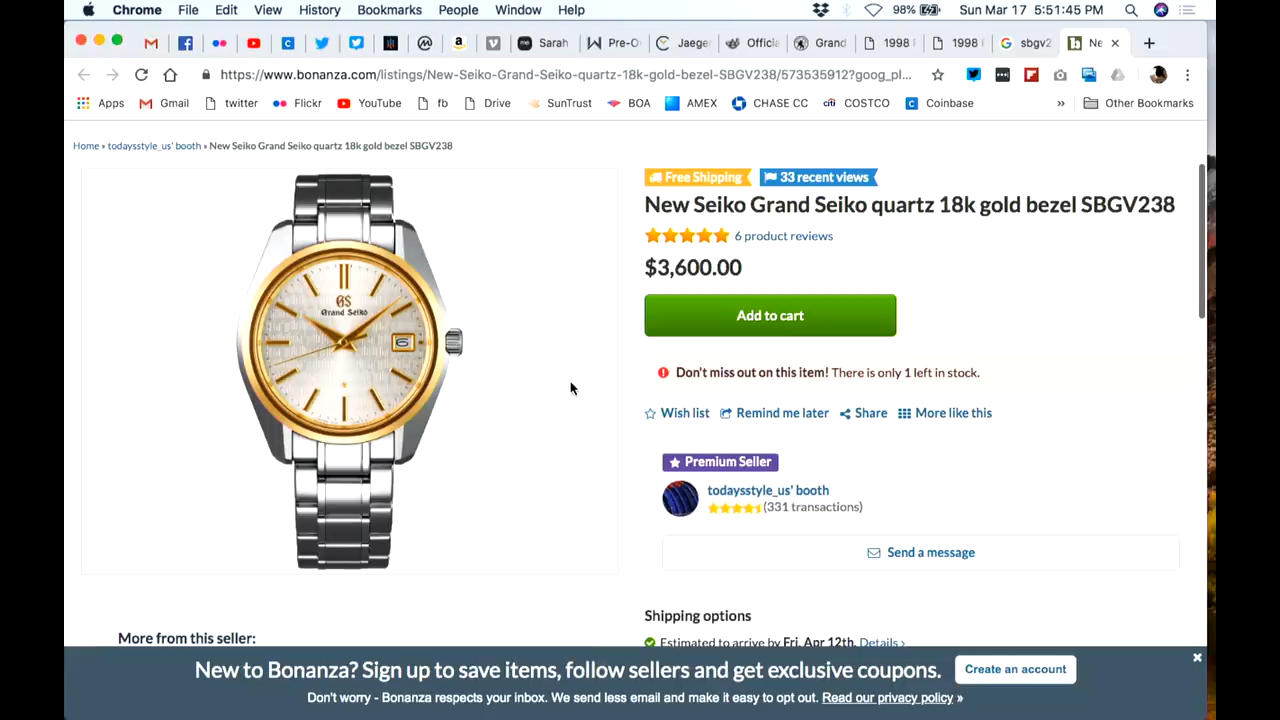 Chrome File Edit View History Bookmarks People Window Help 98% Sun Mar 17 5:51:45 PM
Sarah Pre-O Jaege Officia Grand 1998 F 1998 F sbgv2 Ne
https://www.bonanza.com/listings/New-Seiko-Grand-Seiko-quartz-18k-gold-bezel-SBGV238/573535912?goog_pl...
Apps Gmail twitter Flickr YouTube fb Drive SunTrust BOA AMEX CHASE CC citi COSTCO Coinbase » Other Bookmarks
Home » todaysstyle_us' booth » New Seiko Grand Seiko quartz 18k gold bezel SBGV238
Free Shipping 33 recent views
New Seiko Grand Seiko quartz 18k gold bezel SBGV238
6 product reviews
$3,600.00
Add to cart
Don't miss out on this item! There is only 1 left in stock.
Wish list Remind me later Share More like this
Premium Seller
todaysstyle_us' booth
(331 transactions)
Send a message
GS
Grand Seiko
6
Shipping options
Estimated to arrive by Fri, Apr 12th. Details >
More from this seller:
New to Bonanza? Sign up to save items, follow sellers and get exclusive coupons. Create an account
Don't worry - Bonanza respects your inbox. We send less email and make it easy to opt out. Read our privacy policy »